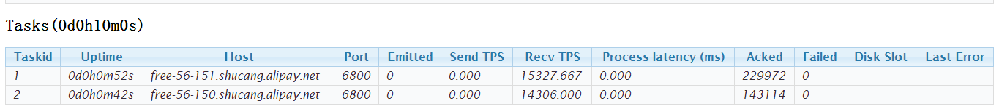 Tasks(0d0h10m0s)
Taskid Uptime Host Port Emitted Send TPS Recv TPS Process latency (ms) Acked Failed Disk Slot Last Error
1 0d0h0m52s free-56-151.shucang.alipay.net 6800 0 0.000 15327.667 0.000 229972 0
2 0d0h0m42s free-56-150.shucang.alipay.net 6800 0 0.000 14306.000 0.000 143114 0